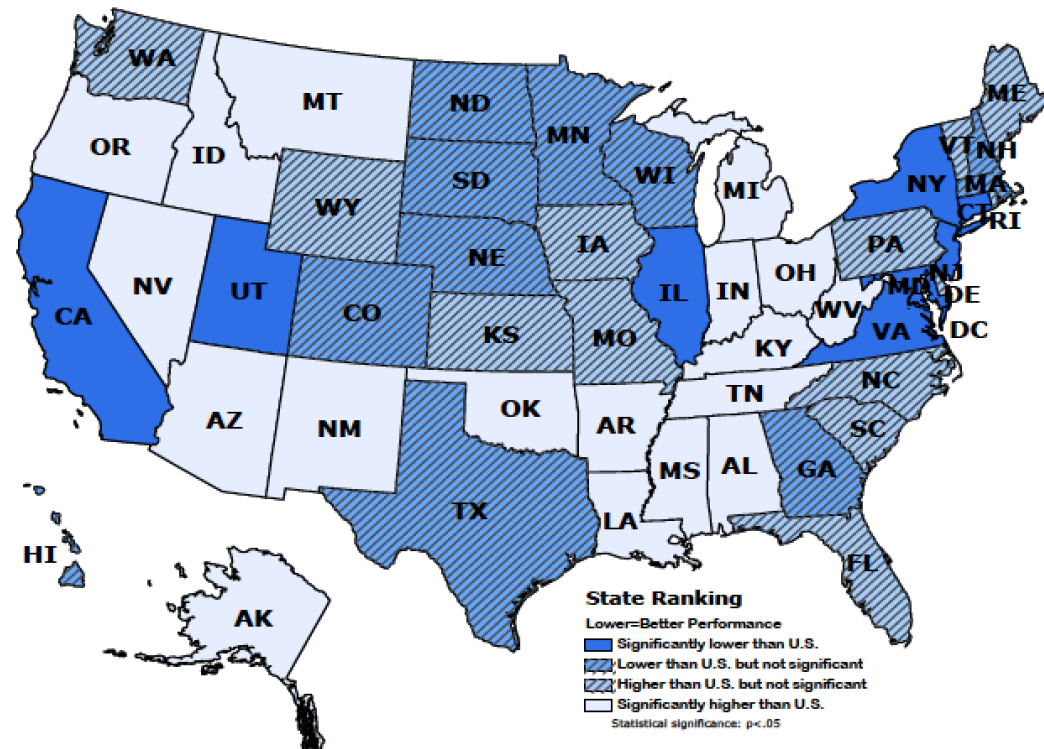 WA
MT
ND
MN
ME
OR
ID
VT
NH
SD
WI
NY
MA
WY
MI
CT
RI
IA
PA
NE
NV
UT
OH
NJ
IL
IN
MD
DE
CA
CO
WV
KS
MO
VA
DC
KY
NC
TN
OK
AZ
NM
AR
SC
MS
AL
GA
TX
LA
HI
FL
AK
State Ranking
Lower=Better Performance
Significantly lower than U.S.
Lower than U.S. but not significant
Higher than U.S. but not significant
Significantly higher than U.S.
Statistical significance: p<.05